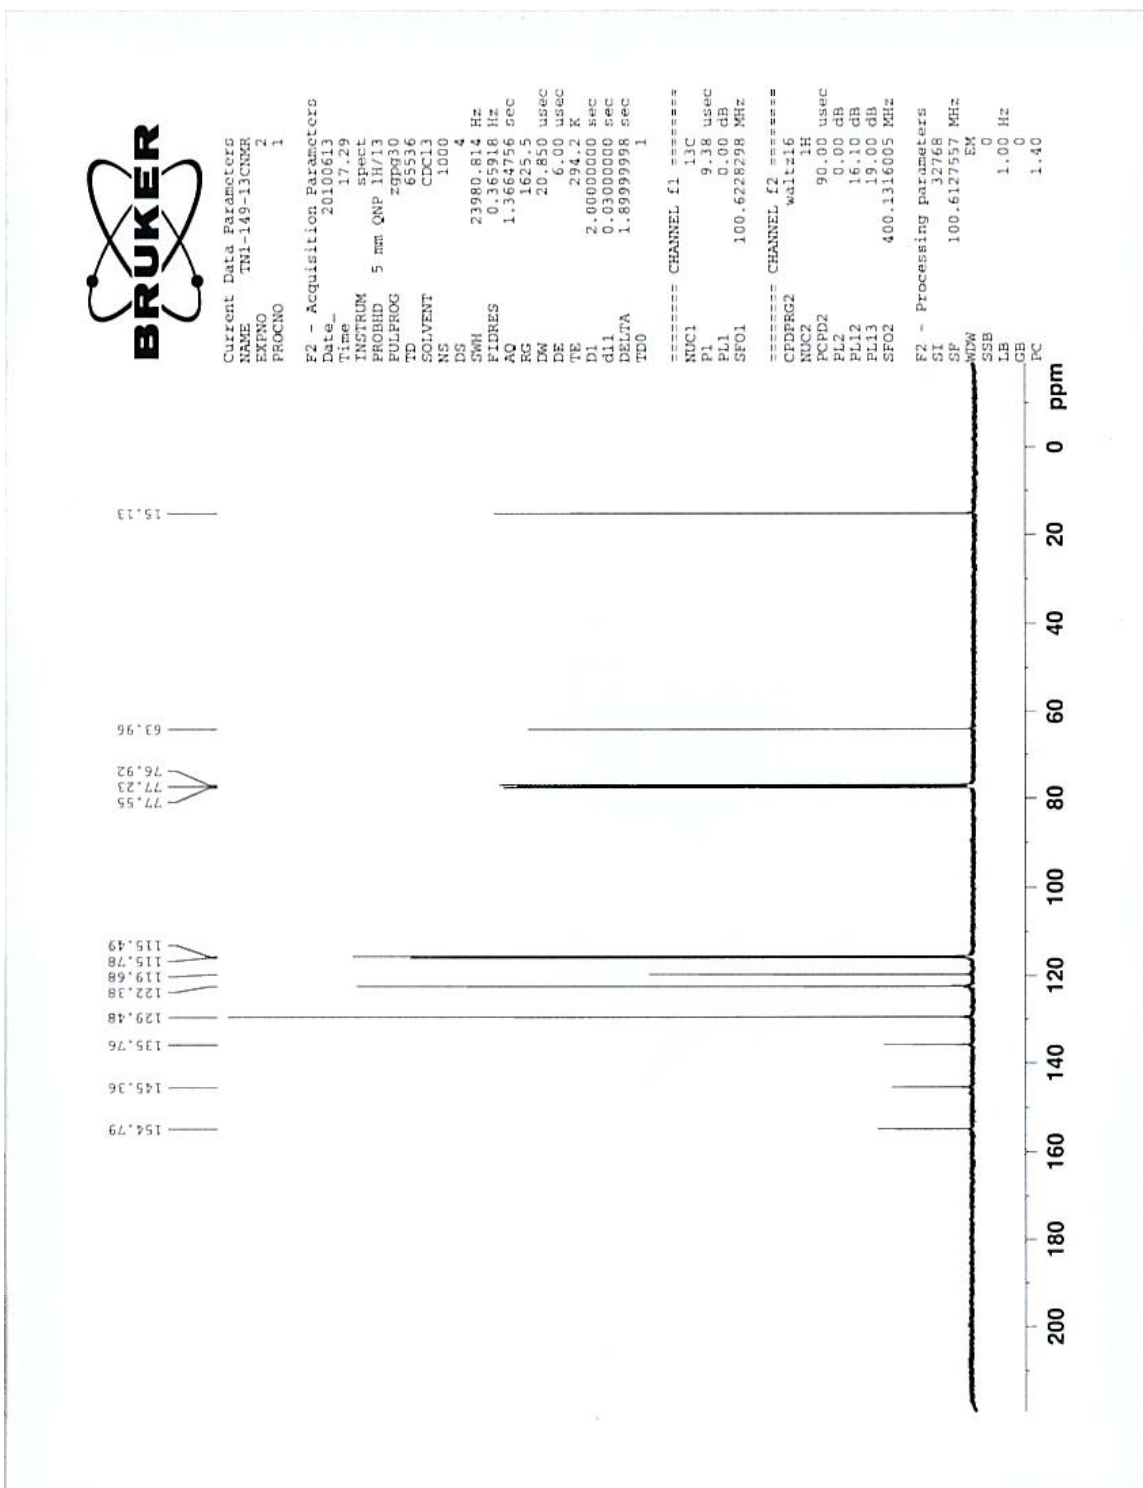 BRUKER
Current Data Parameters
NAME TN1-149-13CNMR
EXPNO 2
PROCNO 1
F2 - Acquisition Parameters
Date_ 20100613
Time 17.29
INSTRUM spect
PROBHD 5 mm QNP 1H/13
PULPROG zgpg30
TD 65536
SOLVENT CDCl3
NS 1000
DS 4
SWH 23980.814 Hz
FIDRES 0.365918 Hz
AQ 1.3664756 sec
RG 1625.5
DW 20.850 usec
DE 6.00 usec
TE 294.2 K
D1 2.00000000 sec
d11 0.03000000 sec
DELTA 1.89999998 sec
TD0 1
======== CHANNEL f1 ========
NUC1 13C
P1 9.38 usec
PL1 0.00 dB
SFO1 100.6228298 MHz
======== CHANNEL f2 ========
CPDPRG2 waltz16
NUC2 1H
PCPD2 90.00 usec
PL2 0.00 dB
PL12 16.10 dB
PL13 19.00 dB
SFO2 400.1316005 MHz
F2 - Processing parameters
SI 32768
SF 100.6127557 MHz
WDW EM
SSB 0
LB 1.00 Hz
GB 0
PC 1.40
154.79
145.36
135.76
129.48
122.38
119.68
115.78
115.49
77.55
77.23
76.92
63.96
15.13
200 180 160 140 120 100 80 60 40 20 0 ppm